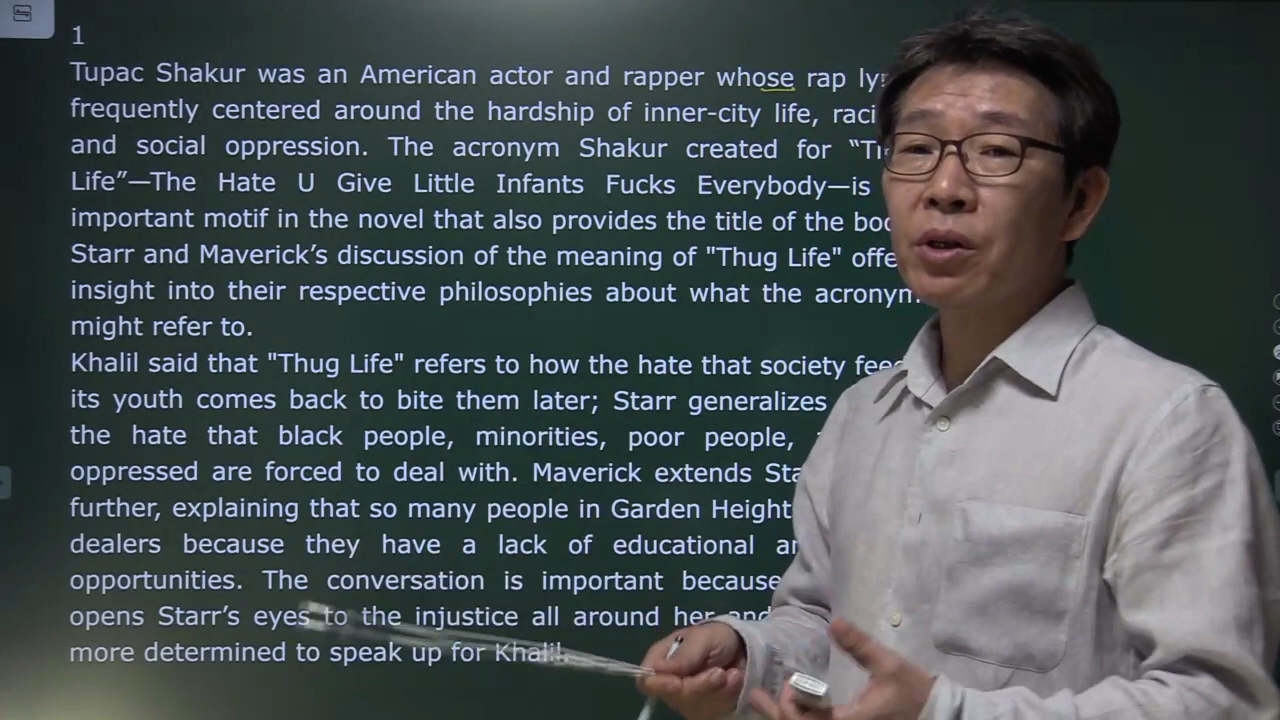 1
Tupac Shakur was an American actor and rapper whose rap
frequently centered around the hardship of inner-city life,
and social oppression. The acronym Shakur created for
Life”—The Hate U Give Little Infants Fucks Everybody—is
important motif in the novel that also provides the title of the
Starr and Maverick’s discussion of the meaning of "Thug Life"
insight into their respective philosophies about what the acronym
might refer to.
Khalil said that "Thug Life" refers to how the hate that society
its youth comes back to bite them later; Starr generalizes
the hate that black people, minorities, poor people,
oppressed are forced to deal with. Maverick extends
further, explaining that so many people in Garden
dealers because they have a lack of educational
opportunities. The conversation is important because
opens Starr’s eyes to the injustice all around her and
more determined to speak up for Khalil.